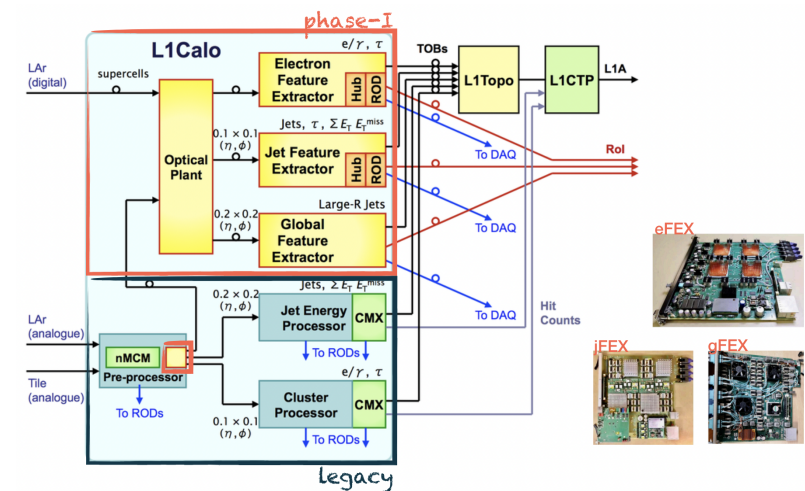 phase-I
L1Calo
e/γ, τ
TOBs
LAr
(digital)
supercells
Electron
Feature
Extractor
Hub
ROD
L1Topo
L1CTP
L1A
0.1 × 0.1
(η,ϕ)
Jets, τ, Σ E_T E_T^miss
Optical
Plant
Jet Feature
Extractor
Hub
ROD
To DAQ
RoI
0.2 × 0.2
(η,ϕ)
Large-R Jets
Global
Feature
Extractor
To DAQ
eFEX
Jets, Σ E_T E_T^miss
0.2 × 0.2
(η,ϕ)
Jet Energy
Processor
CMX
To DAQ
Hit
Counts
LAr
(analogue)
nMCM
Pre-processor
To RODs
jFEX
gFEX
e/γ, τ
Tile
(analogue)
To RODs
Cluster
Processor
CMX
0.1 × 0.1
(η,ϕ)
To RODs
legacy